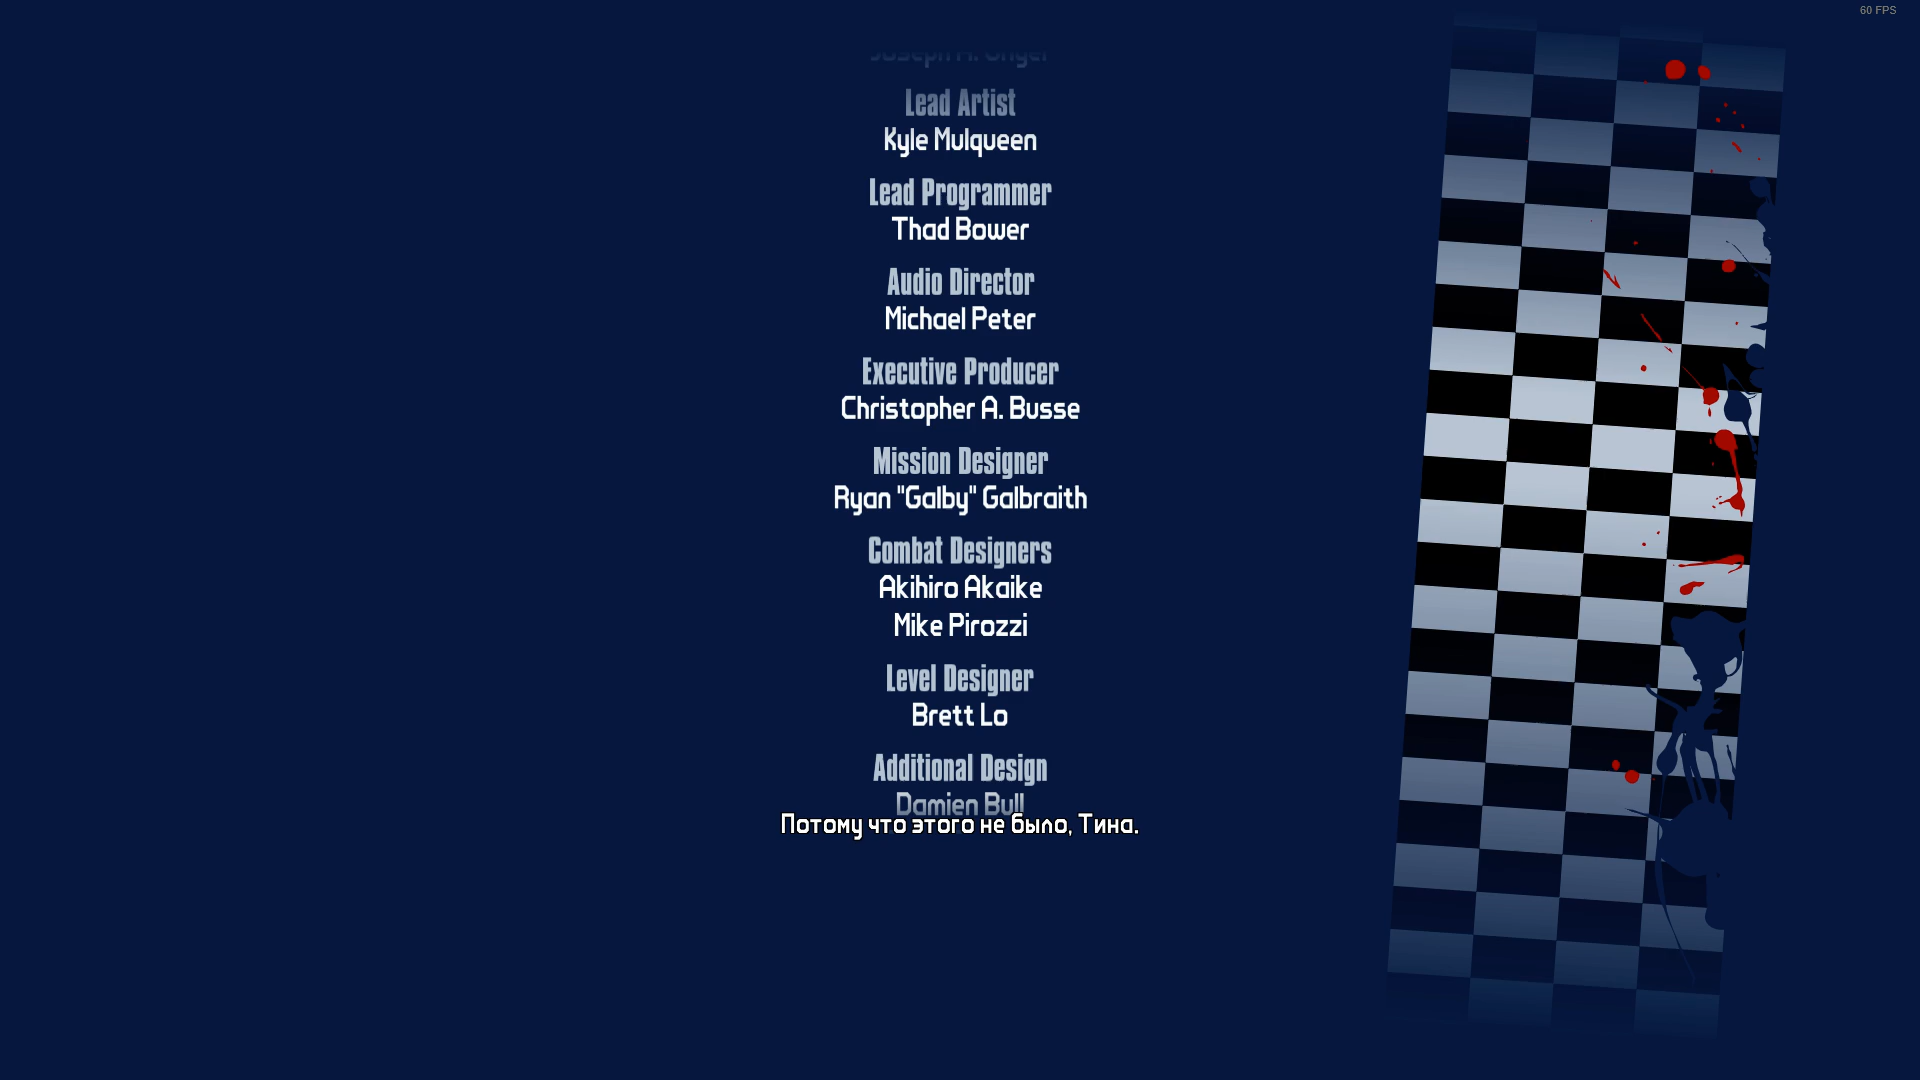 60 FPS
Lead Artist
Kyle Mulqueen
Lead Programmer
Thad Bower
Audio Director
Michael Peter
Executive Producer
Christopher A. Busse
Mission Designer
Ryan "Galby" Galbraith
Combat Designers
Akihiro Akaike
Mike Pirozzi
Level Designer
Brett Lo
Additional Design
Damien Bull
Потому что этого не было, Тина.